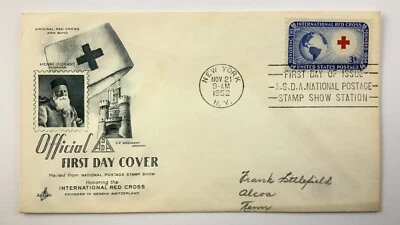 ORIGINAL RED CROSS
ARM BAND
HENRI DUNANT
FOUNDER
Official
FIRST DAY COVER
Mailed from NATIONAL POSTAGE STAMP SHOW
Honoring the
INTERNATIONAL RED CROSS
FOUNDED IN GENEVA SWITZERLAND
ArtCraft
NEW YORK
NOV 21
9-AM
1952
N.Y.
INTERNATIONAL RED CROSS
3¢
UNITED STATES POSTAGE
FIRST DAY OF ISSUE
A.S.D.A. NATIONAL POSTAGE
STAMP SHOW STATION
Frank Littlefield
Alcoa
Tenn